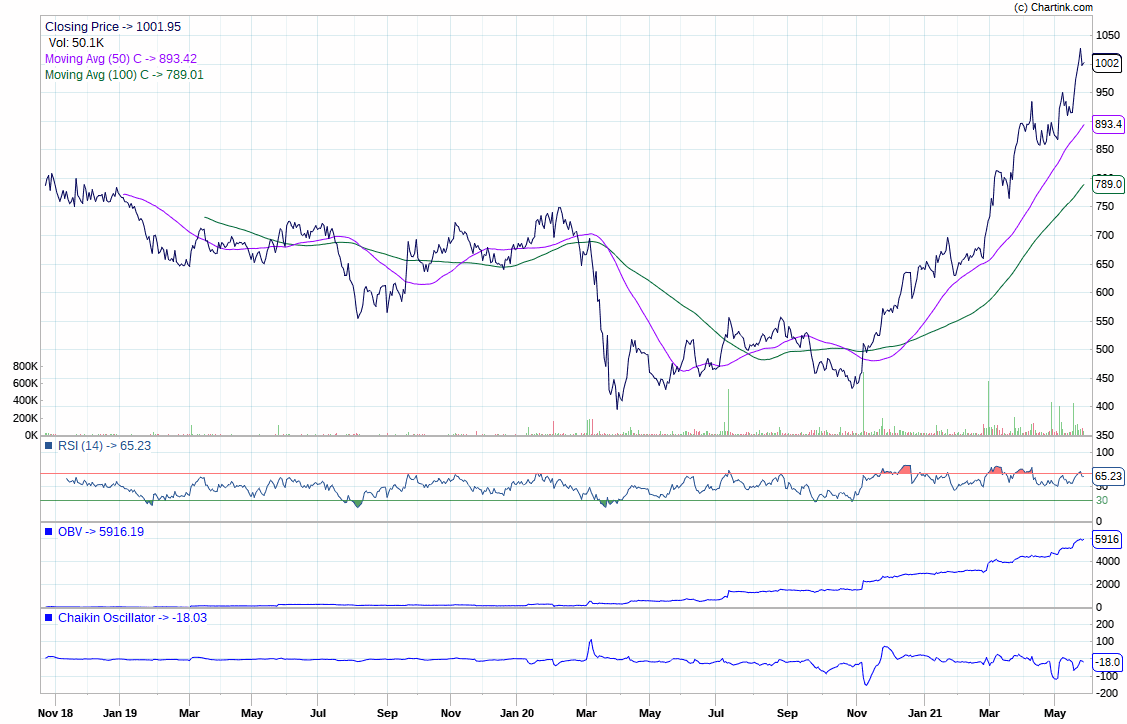 (c) Chartink.com
Closing Price -> 1001.95
Vol: 50.1K
Moving Avg (50) C -> 893.42
Moving Avg (100) C -> 789.01
1050
1002
950
893.4
850
789.0
750
700
650
600
550
500
450
400
350
800K
600K
400K
200K
0K
RSI (14) -> 65.23
100
65.23
50
30
0
OBV -> 5916.19
5916
4000
2000
0
Chaikin Oscillator -> -18.03
200
100
-18.0
-100
-200
Nov 18 Jan 19 Mar May Jul Sep Nov Jan 20 Mar May Jul Sep Nov Jan 21 Mar May